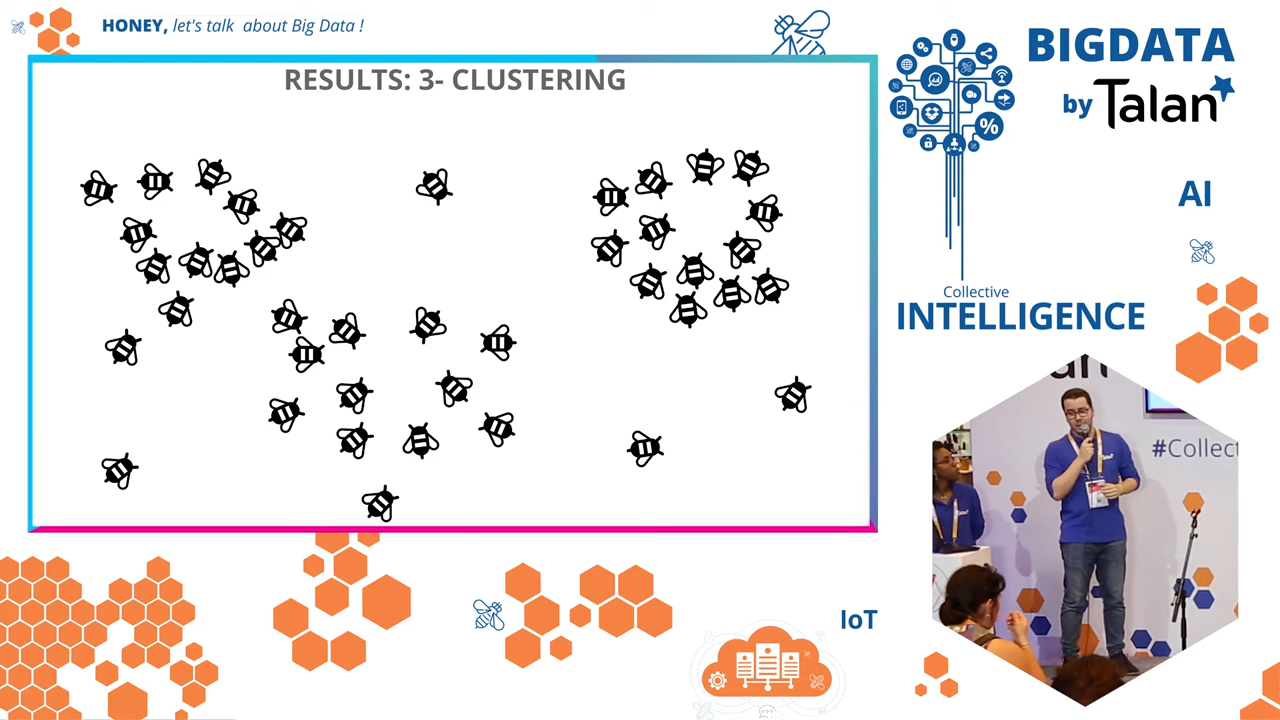 HONEY, let's talk about Big Data !
RESULTS: 3- CLUSTERING
BIGDATA
by Talan
%
AI
Collective
INTELLIGENCE
#Collect
IoT